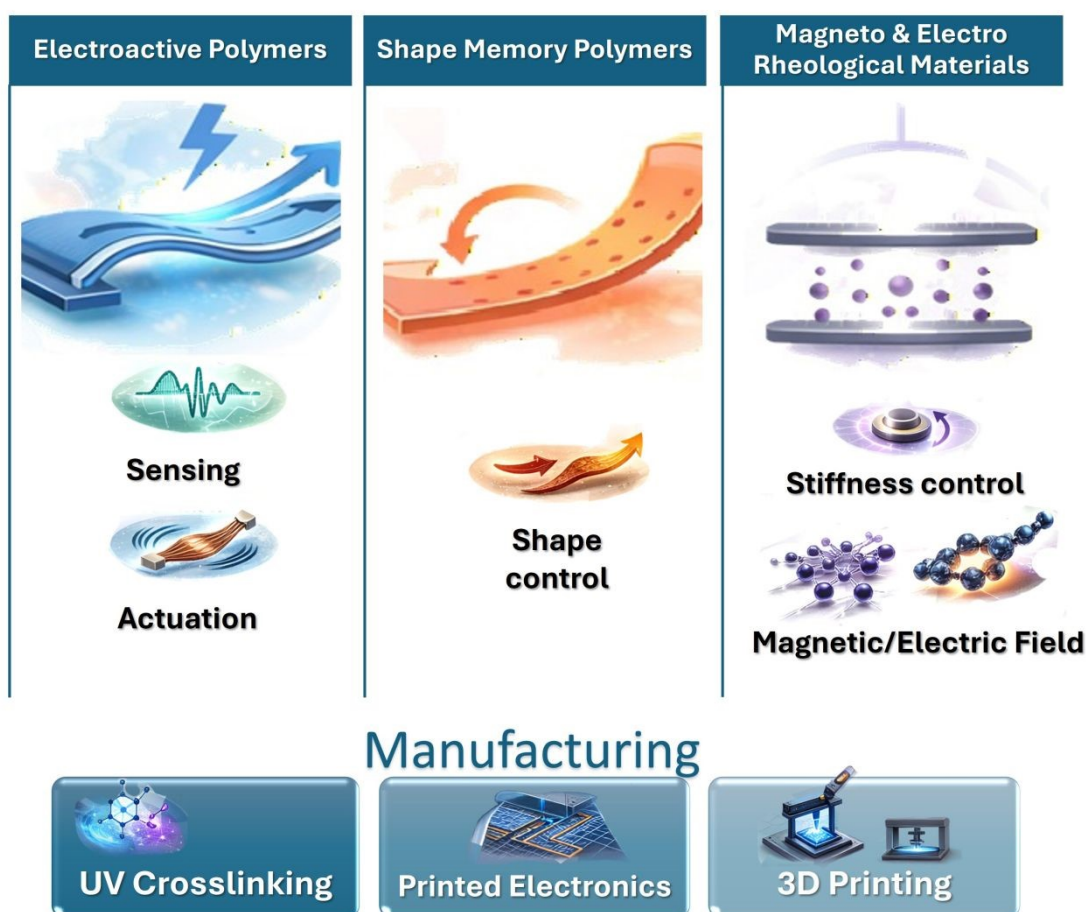 Electroactive Polymers
Shape Memory Polymers
Magneto & Electro
Rheological Materials
Sensing
Actuation
Shape
control
Stiffness control
Magnetic/Electric Field
Manufacturing
UV Crosslinking
Printed Electronics
3D Printing